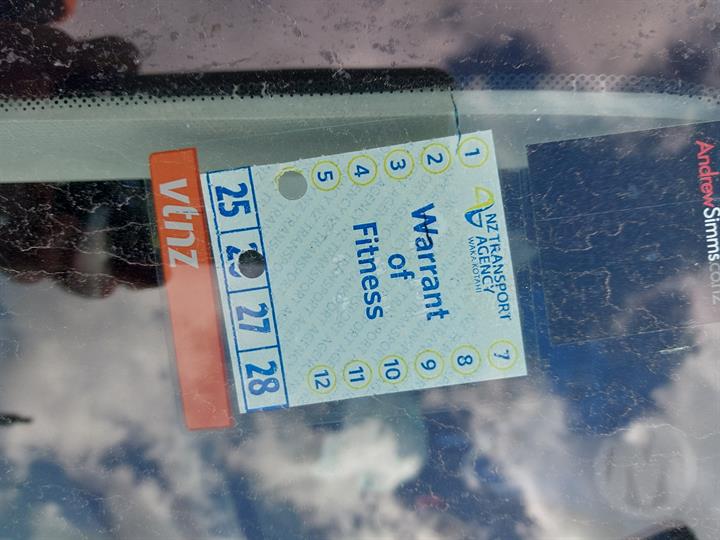 NZ TRANSPORT
AGENCY
WAKA KOTAHI
1
2
3
4
5
7
8
9
10
11
12
Warrant
of
Fitness
25
27
28
vtnz
AndrewSimms.co.nz